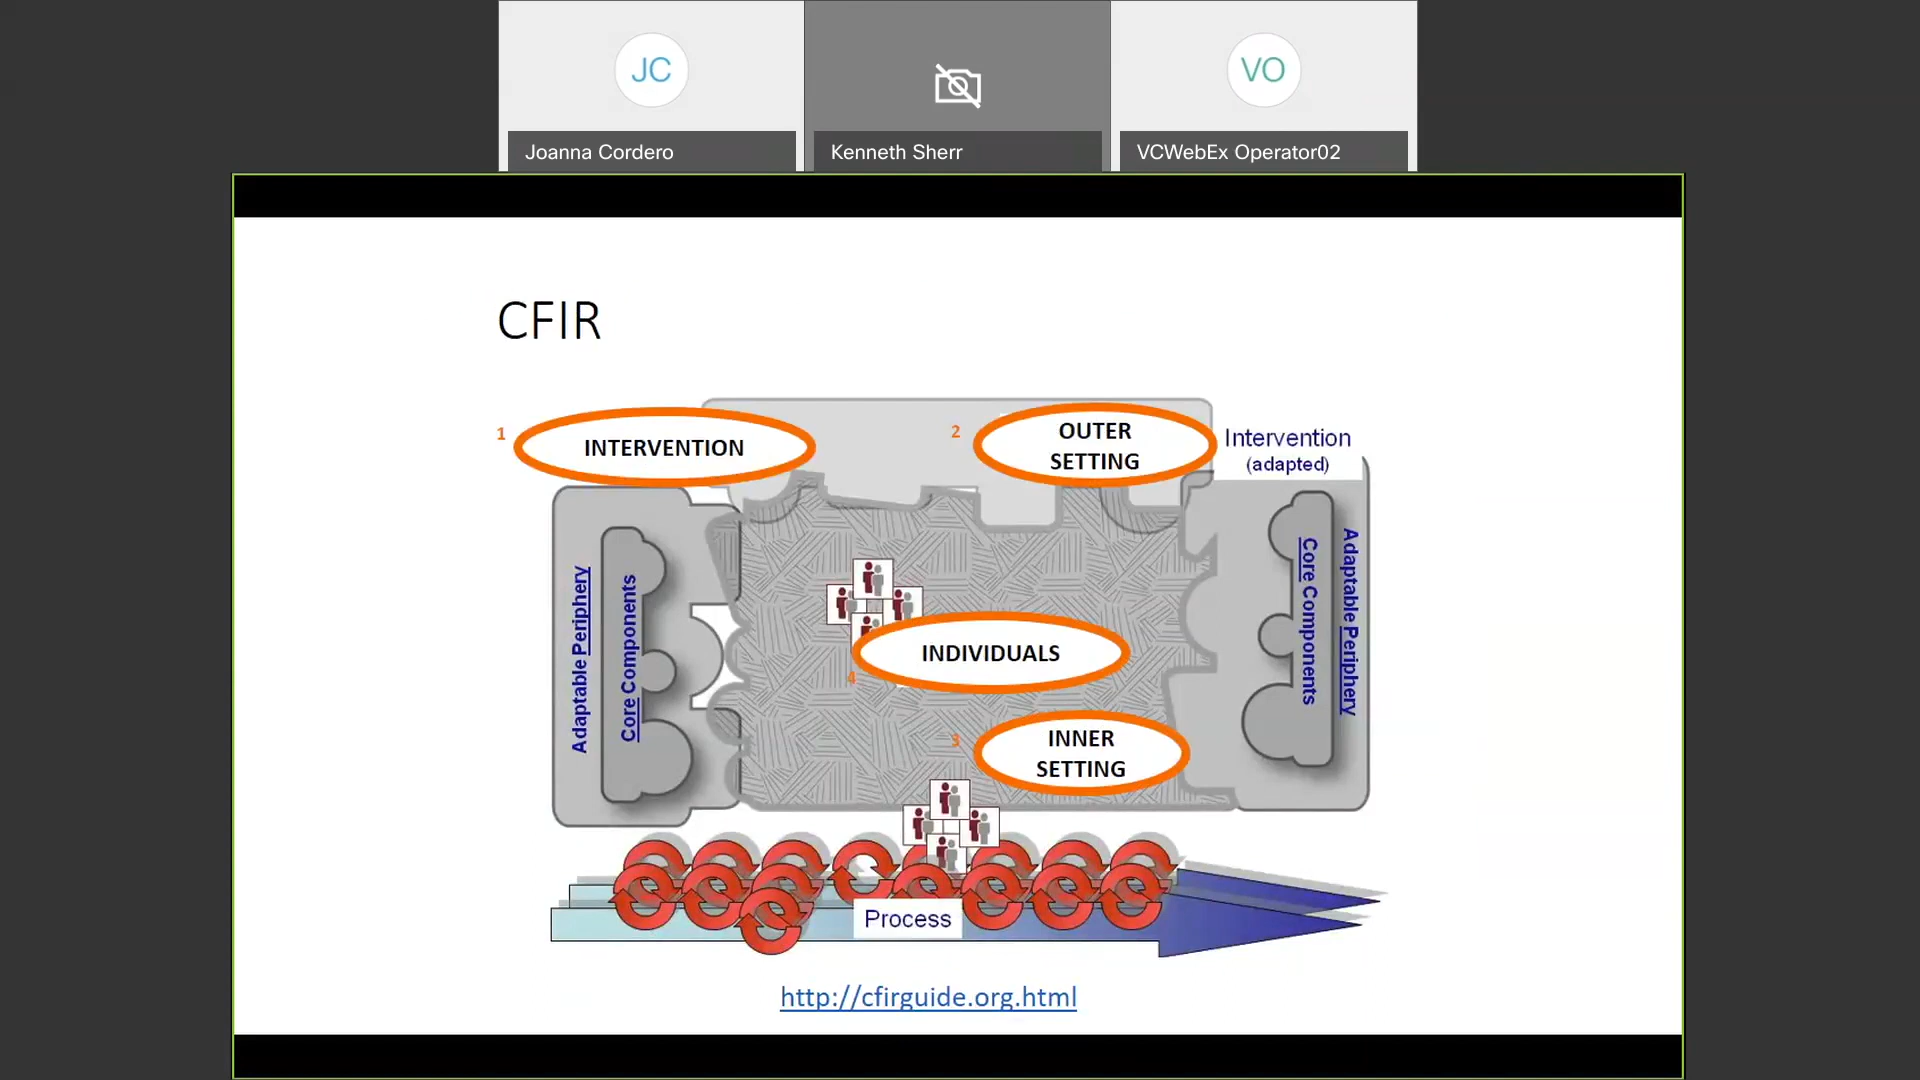 JC
VO
Joanna Cordero
Kenneth Sherr
VCWebEx Operator02
CFIR
1
INTERVENTION
2
OUTER
SETTING
Intervention
(adapted)
Adaptable Periphery
Core Components
Core Components
Adaptable Periphery
INDIVIDUALS
4
3
INNER
SETTING
Process
http://cfirguide.org.html